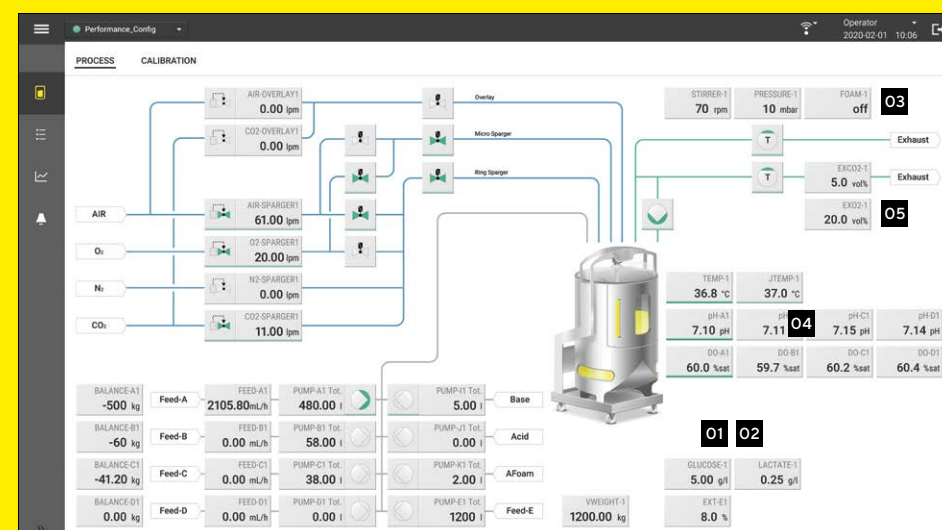 Performance_Config
Operator
2020-02-01 10:06
PROCESS CALIBRATION
AIR-OVERLAY1
0.00 lpm
Overlay
STIRRER-1 PRESSURE-1 FOAM-1
70 rpm 10 mbar off 03
CO2-OVERLAY1
0.00 lpm
Micro Sparger
T Exhaust
Ring Sparger
EXCO2-1
T 5.0 vol% Exhaust
AIR
AIR-SPARGER1
61.00 lpm
EXO2-1
20.0 vol% 05
O₂
O2-SPARGER1
20.00 lpm
TEMP-1 JTEMP-1
36.8 °C 37.0 °C
N₂
N2-SPARGER1
0.00 lpm
CO₂
CO2-SPARGER1
11.00 lpm
pH-A1 04 pH-C1 pH-D1
7.10 pH 7.11 7.15 pH 7.14 pH
DO-A1 DO-B1 DO-C1 DO-D1
60.0 %sat 59.7 %sat 60.2 %sat 60.4 %sat
BALANCE-A1 FEED-A1 PUMP-A1 Tot. PUMP-I1 Tot.
-500 kg Feed-A 2105.80mL/h 480.00 l 5.00 l Base
BALANCE-B1 FEED-B1 PUMP-B1 Tot. PUMP-J1 Tot.
-60 kg Feed-B 0.00 mL/h 58.00 l 0.00 l Acid
01 02
BALANCE-C1 FEED-C1 PUMP-C1 Tot. PUMP-K1 Tot.
-41.20 kg Feed-C 0.00 mL/h 38.00 l 2.00 l AFoam
GLUCOSE-1 LACTATE-1
5.00 g/l 0.25 g/l
BALANCE-D1 FEED-D1 PUMP-D1 Tot. PUMP-E1 Tot.
0.00 kg Feed-D 0.00 mL/h 0.00 l 1200 l Feed-E
VWEIGHT-1 EXT-E1
1200.00 kg 8.0 %